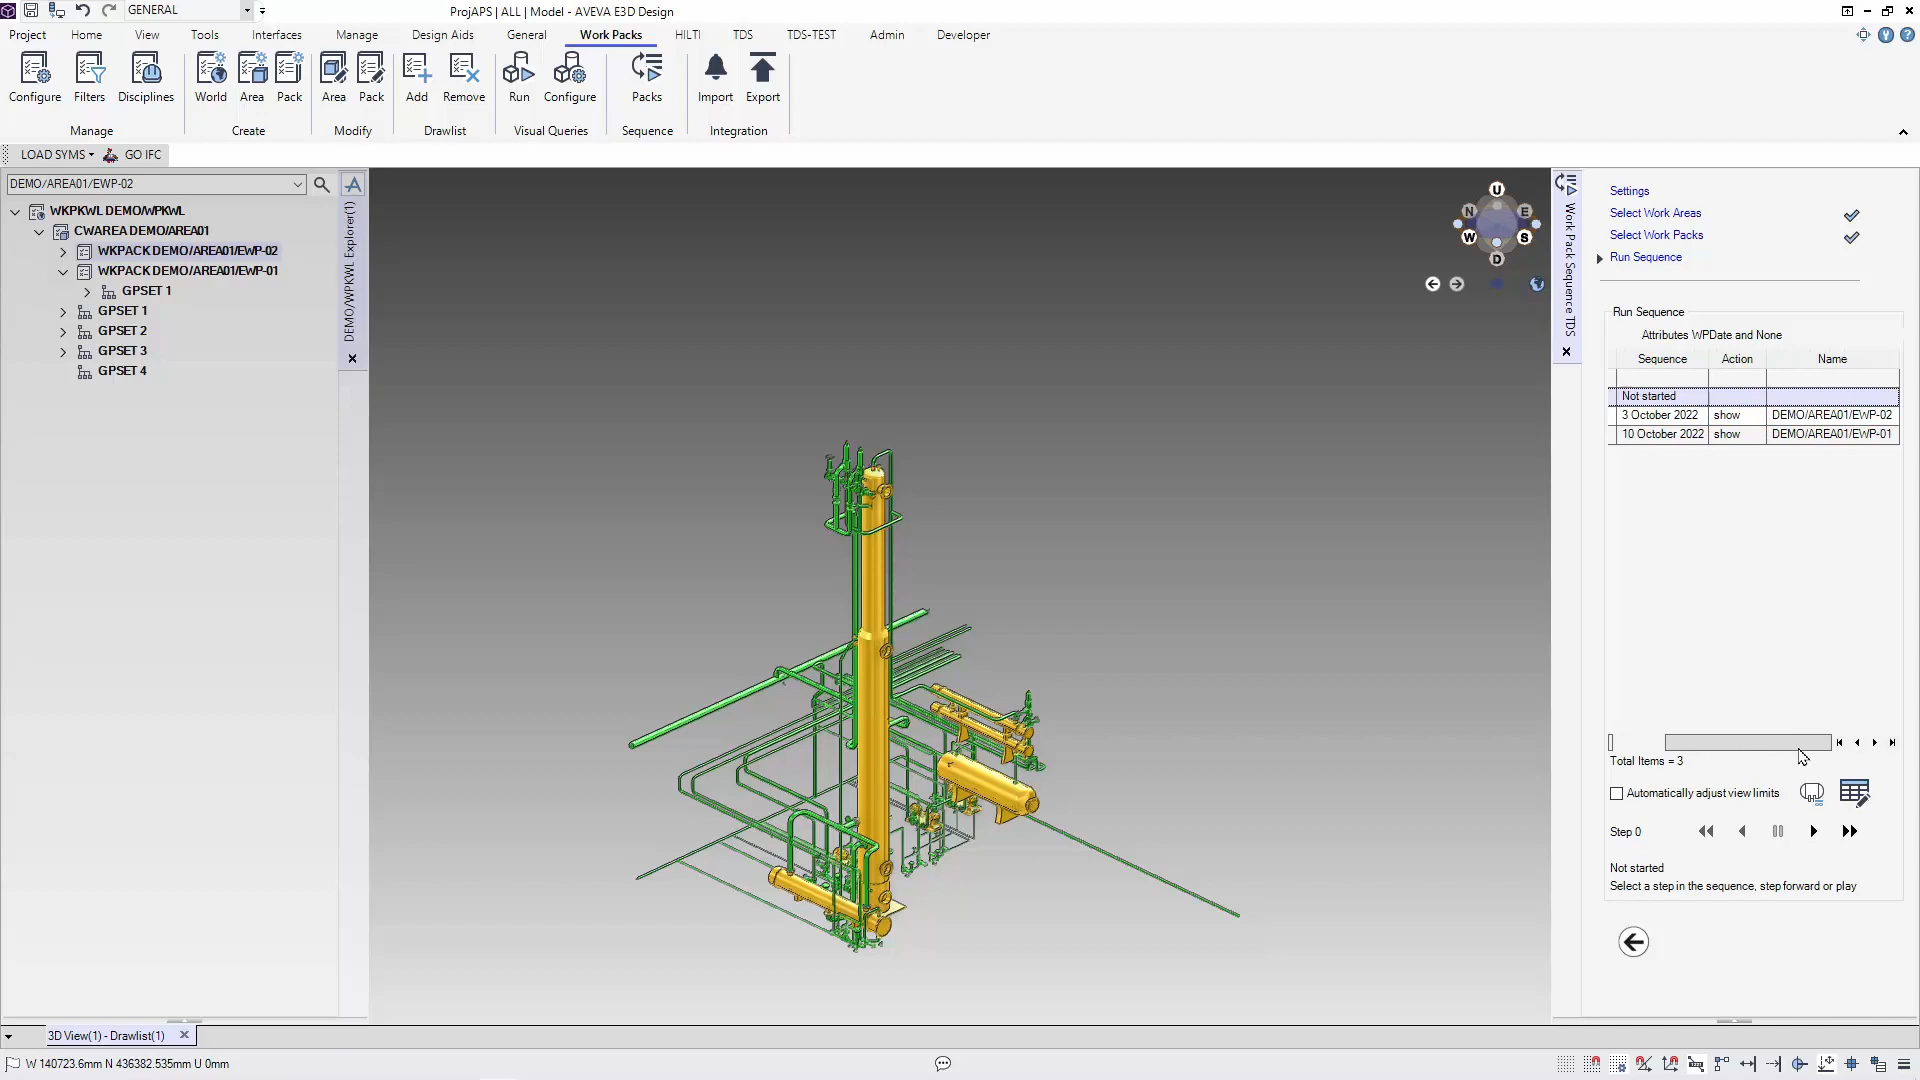 GENERAL
ProjAPS | ALL | Model - AVEVA E3D Design
Project Home View Tools Interfaces Manage Design Aids General Work Packs HILTI TDS TDS-TEST Admin Developer
Configure Filters Disciplines World Area Pack Area Pack Add Remove Run Configure Packs Import Export
Manage Create Modify Drawlist Visual Queries Sequence Integration
LOAD SYMS GO IFC
DEMO/AREA01/EWP-02
WKPKWL DEMO/WPKWL
CWAREA DEMO/AREA01
WKPACK DEMO/AREA01/EWP-02
WKPACK DEMO/AREA01/EWP-01
GPSET 1
GPSET 1
GPSET 2
GPSET 3
GPSET 4
DEMO/WPKWL Explorer(1)
U
N E
W S
D
Work Pack Sequence TDS
Settings
Select Work Areas
Select Work Packs
Run Sequence
Run Sequence
Attributes WPDate and None
Sequence Action Name
Not started
3 October 2022 show DEMO/AREA01/EWP-02
10 October 2022 show DEMO/AREA01/EWP-01
Total Items = 3
Automatically adjust view limits
Step 0
Not started
Select a step in the sequence, step forward or play
3D View(1) - Drawlist(1)
W 140723.6mm N 436382.535mm U 0mm